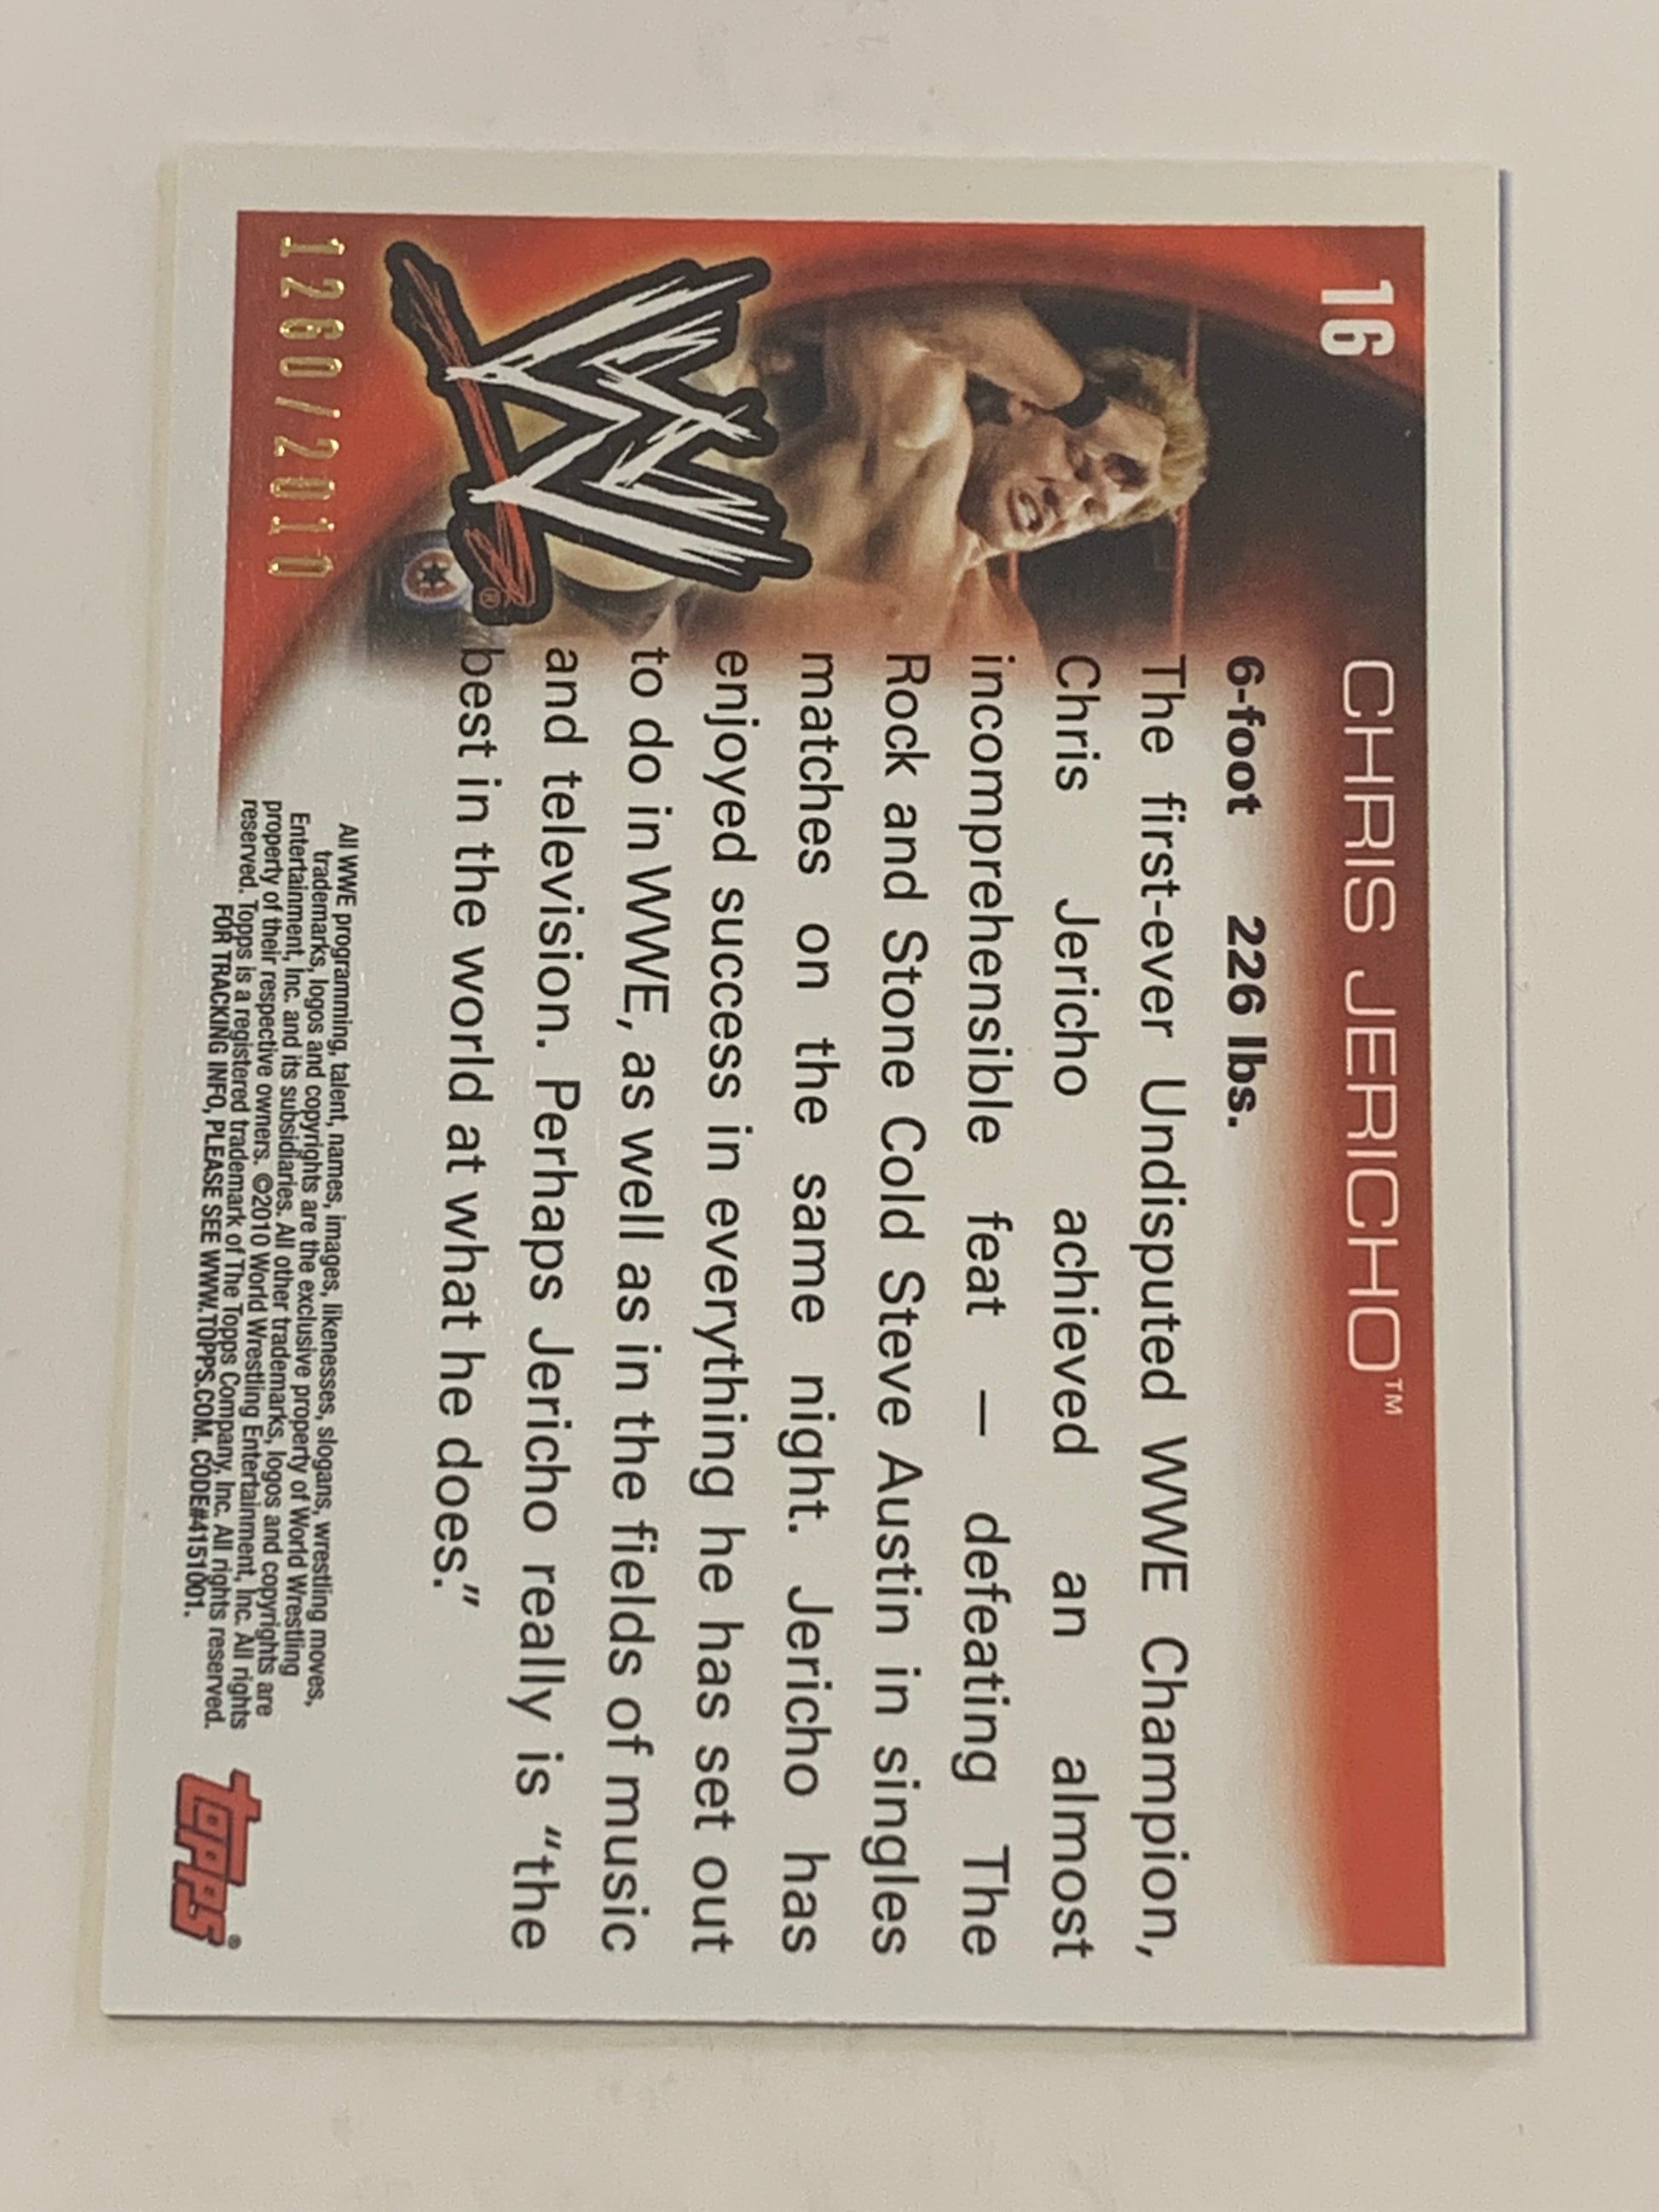 16
CHRIS JERICHO™
6-foot 226 lbs.
The first-ever Undisputed WWE Champion,
Chris Jericho achieved an almost
incomprehensible feat — defeating The
Rock and Stone Cold Steve Austin in singles
matches on the same night. Jericho has
enjoyed success in everything he has set out
to do in WWE, as well as in the fields of music
and television. Perhaps Jericho really is “the
best in the world at what he does.”
W®
1260/2010
All WWE programming, talent, names, images, likenesses, slogans, wrestling moves,
trademarks, logos and copyrights are the exclusive property of World Wrestling
Entertainment, Inc. and its subsidiaries. All other trademarks, logos and copyrights are
property of their respective owners. ©2010 World Wrestling Entertainment, Inc. All rights
reserved. Topps is a registered trademark of The Topps Company, Inc. All rights reserved.
FOR TRACKING INFO, PLEASE SEE WWW.TOPPS.COM. CODE#4151001.
topps®